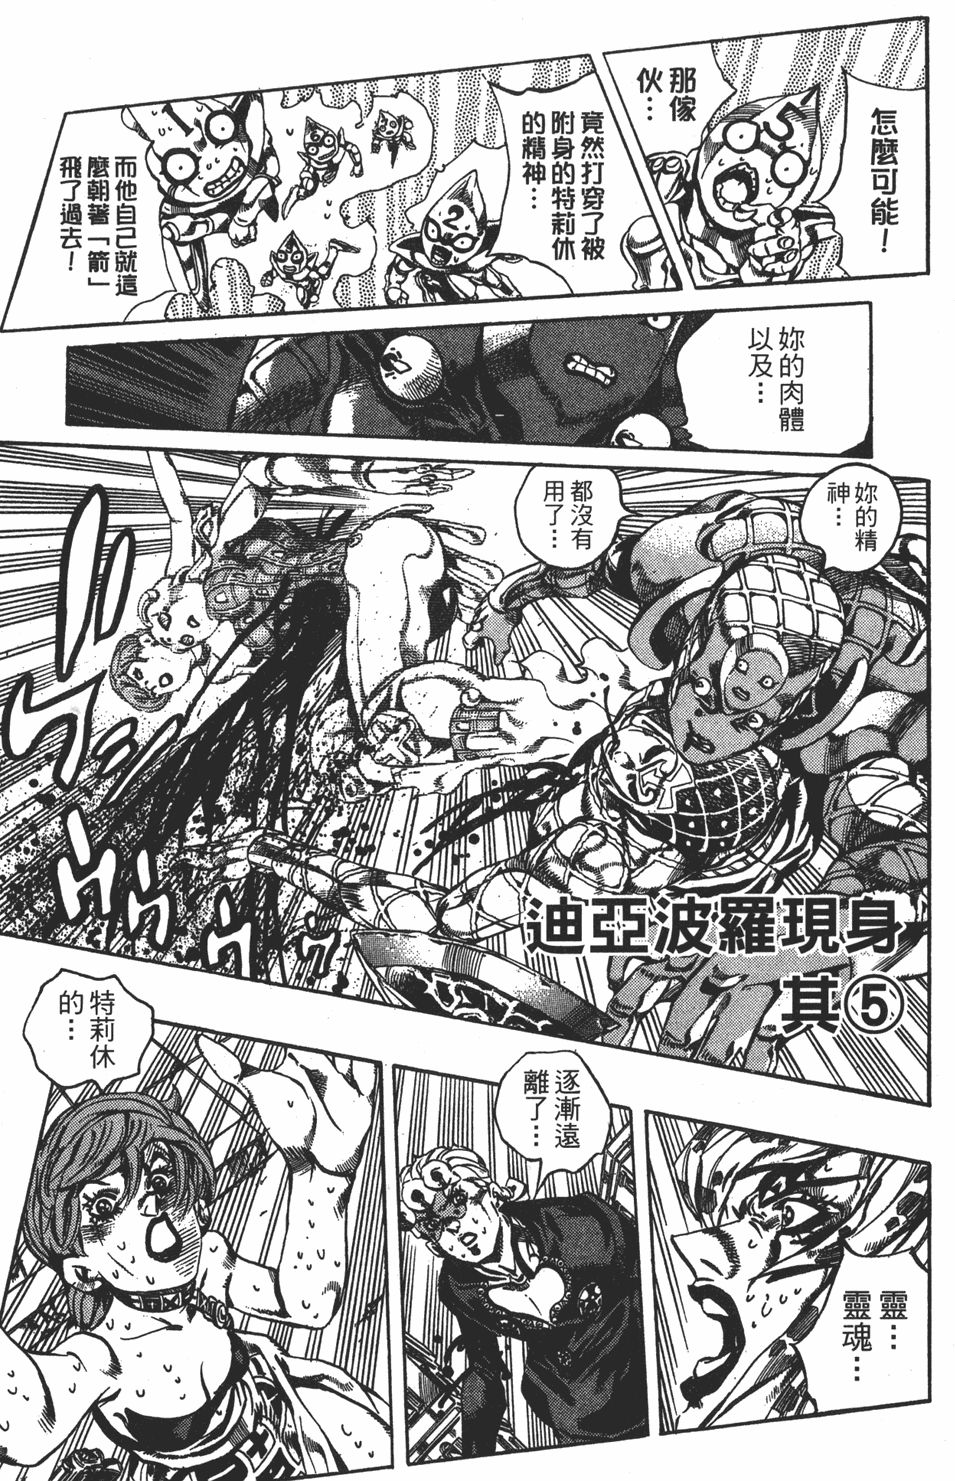 怎麼可能！
那傢
伙…
竟然打穿了被
附身的特莉休
的精神…
而他自己就這
麼朝著「箭」
飛了過去！
妳的肉體
以及…
妳的精
神…
都沒有
用了…
迪亞波羅現身
其⑤
靈…
靈魂…
逐漸遠
離了…
特莉休
的…